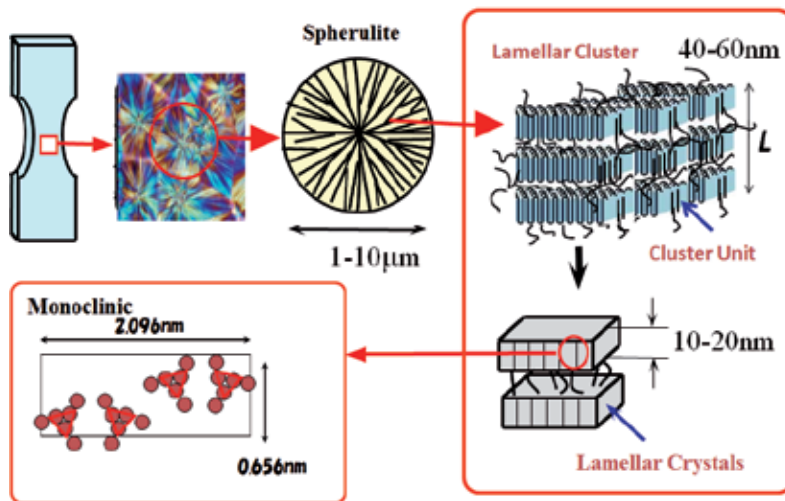 Spherulite
1-10μm
Lamellar Cluster
40-60nm
L
Cluster Unit
10-20nm
Lamellar Crystals
Monoclinic
2.096nm
0.656nm